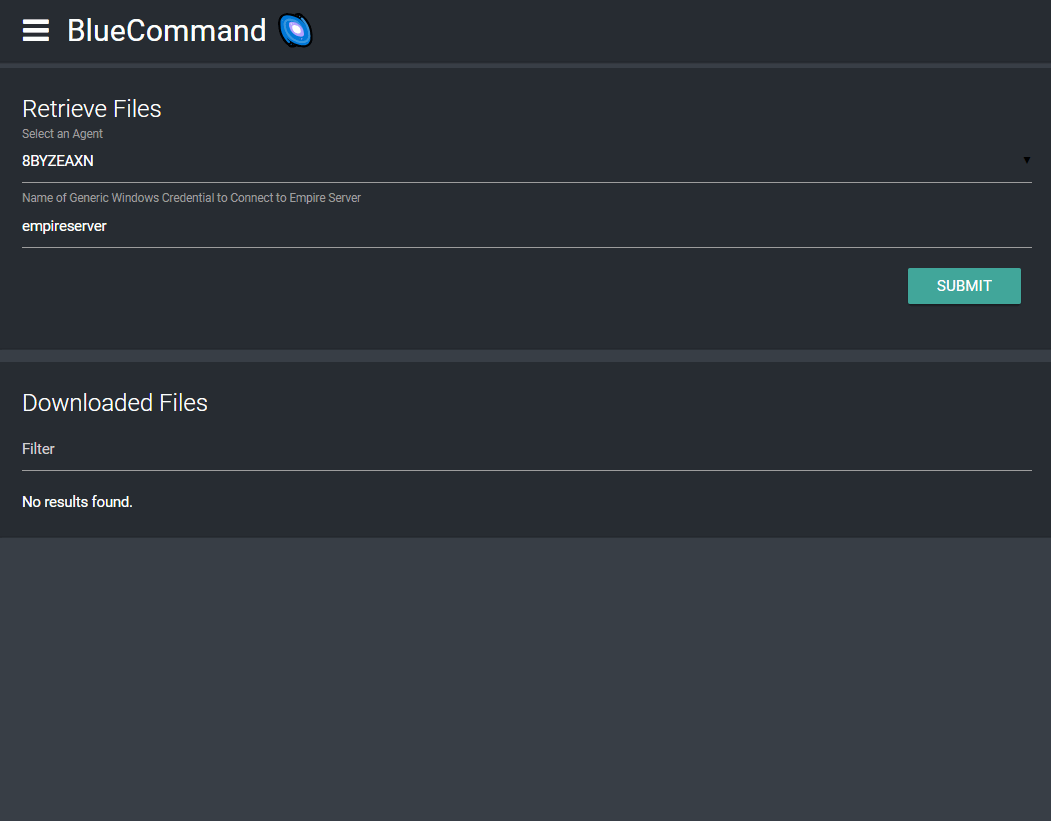 BlueCommand
Retrieve Files
Select an Agent
8BYZEAXN
Name of Generic Windows Credential to Connect to Empire Server
empireserver
SUBMIT
Downloaded Files
Filter
No results found.